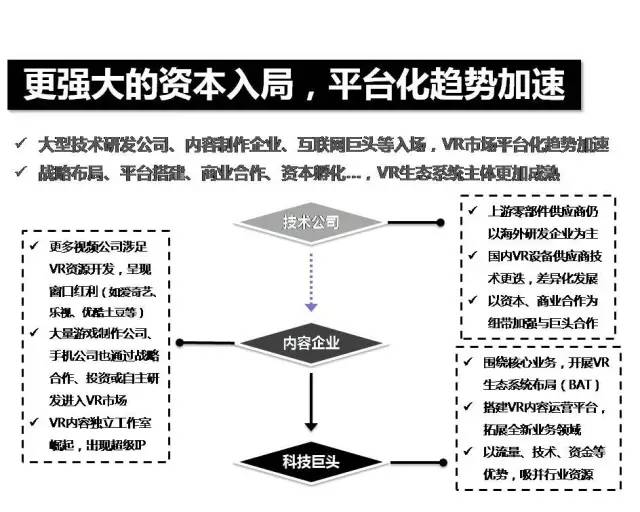 更强大的资本入局，平台化趋势加速
✓ 大型技术研发公司、内容制作企业、互联网巨头等入场，VR市场平台化趋势加速
✓ 战略布局、平台搭建、商业合作、资本孵化…，VR生态系统主体更加成熟
技术公司
✓ 上游零部件供应商仍
以海外研发企业为主
✓ 国内VR设备供应商技
术更迭，差异化发展
✓ 以资本、商业合作为
纽带加强与巨头合作
✓ 更多视频公司涉足
VR资源开发，呈现
窗口红利（如爱奇艺、
乐视、优酷土豆等）
✓ 大量游戏制作公司、
手机公司也通过战略
合作、投资或自主研
发进入VR市场
✓ VR内容独立工作室
崛起，出现超级IP
内容企业
✓ 围绕核心业务，开展VR
生态系统布局（BAT）
✓ 搭建VR内容运营平台，
拓展全新业务领域
✓ 以流量、技术、资金等
优势，吸并行业资源
科技巨头